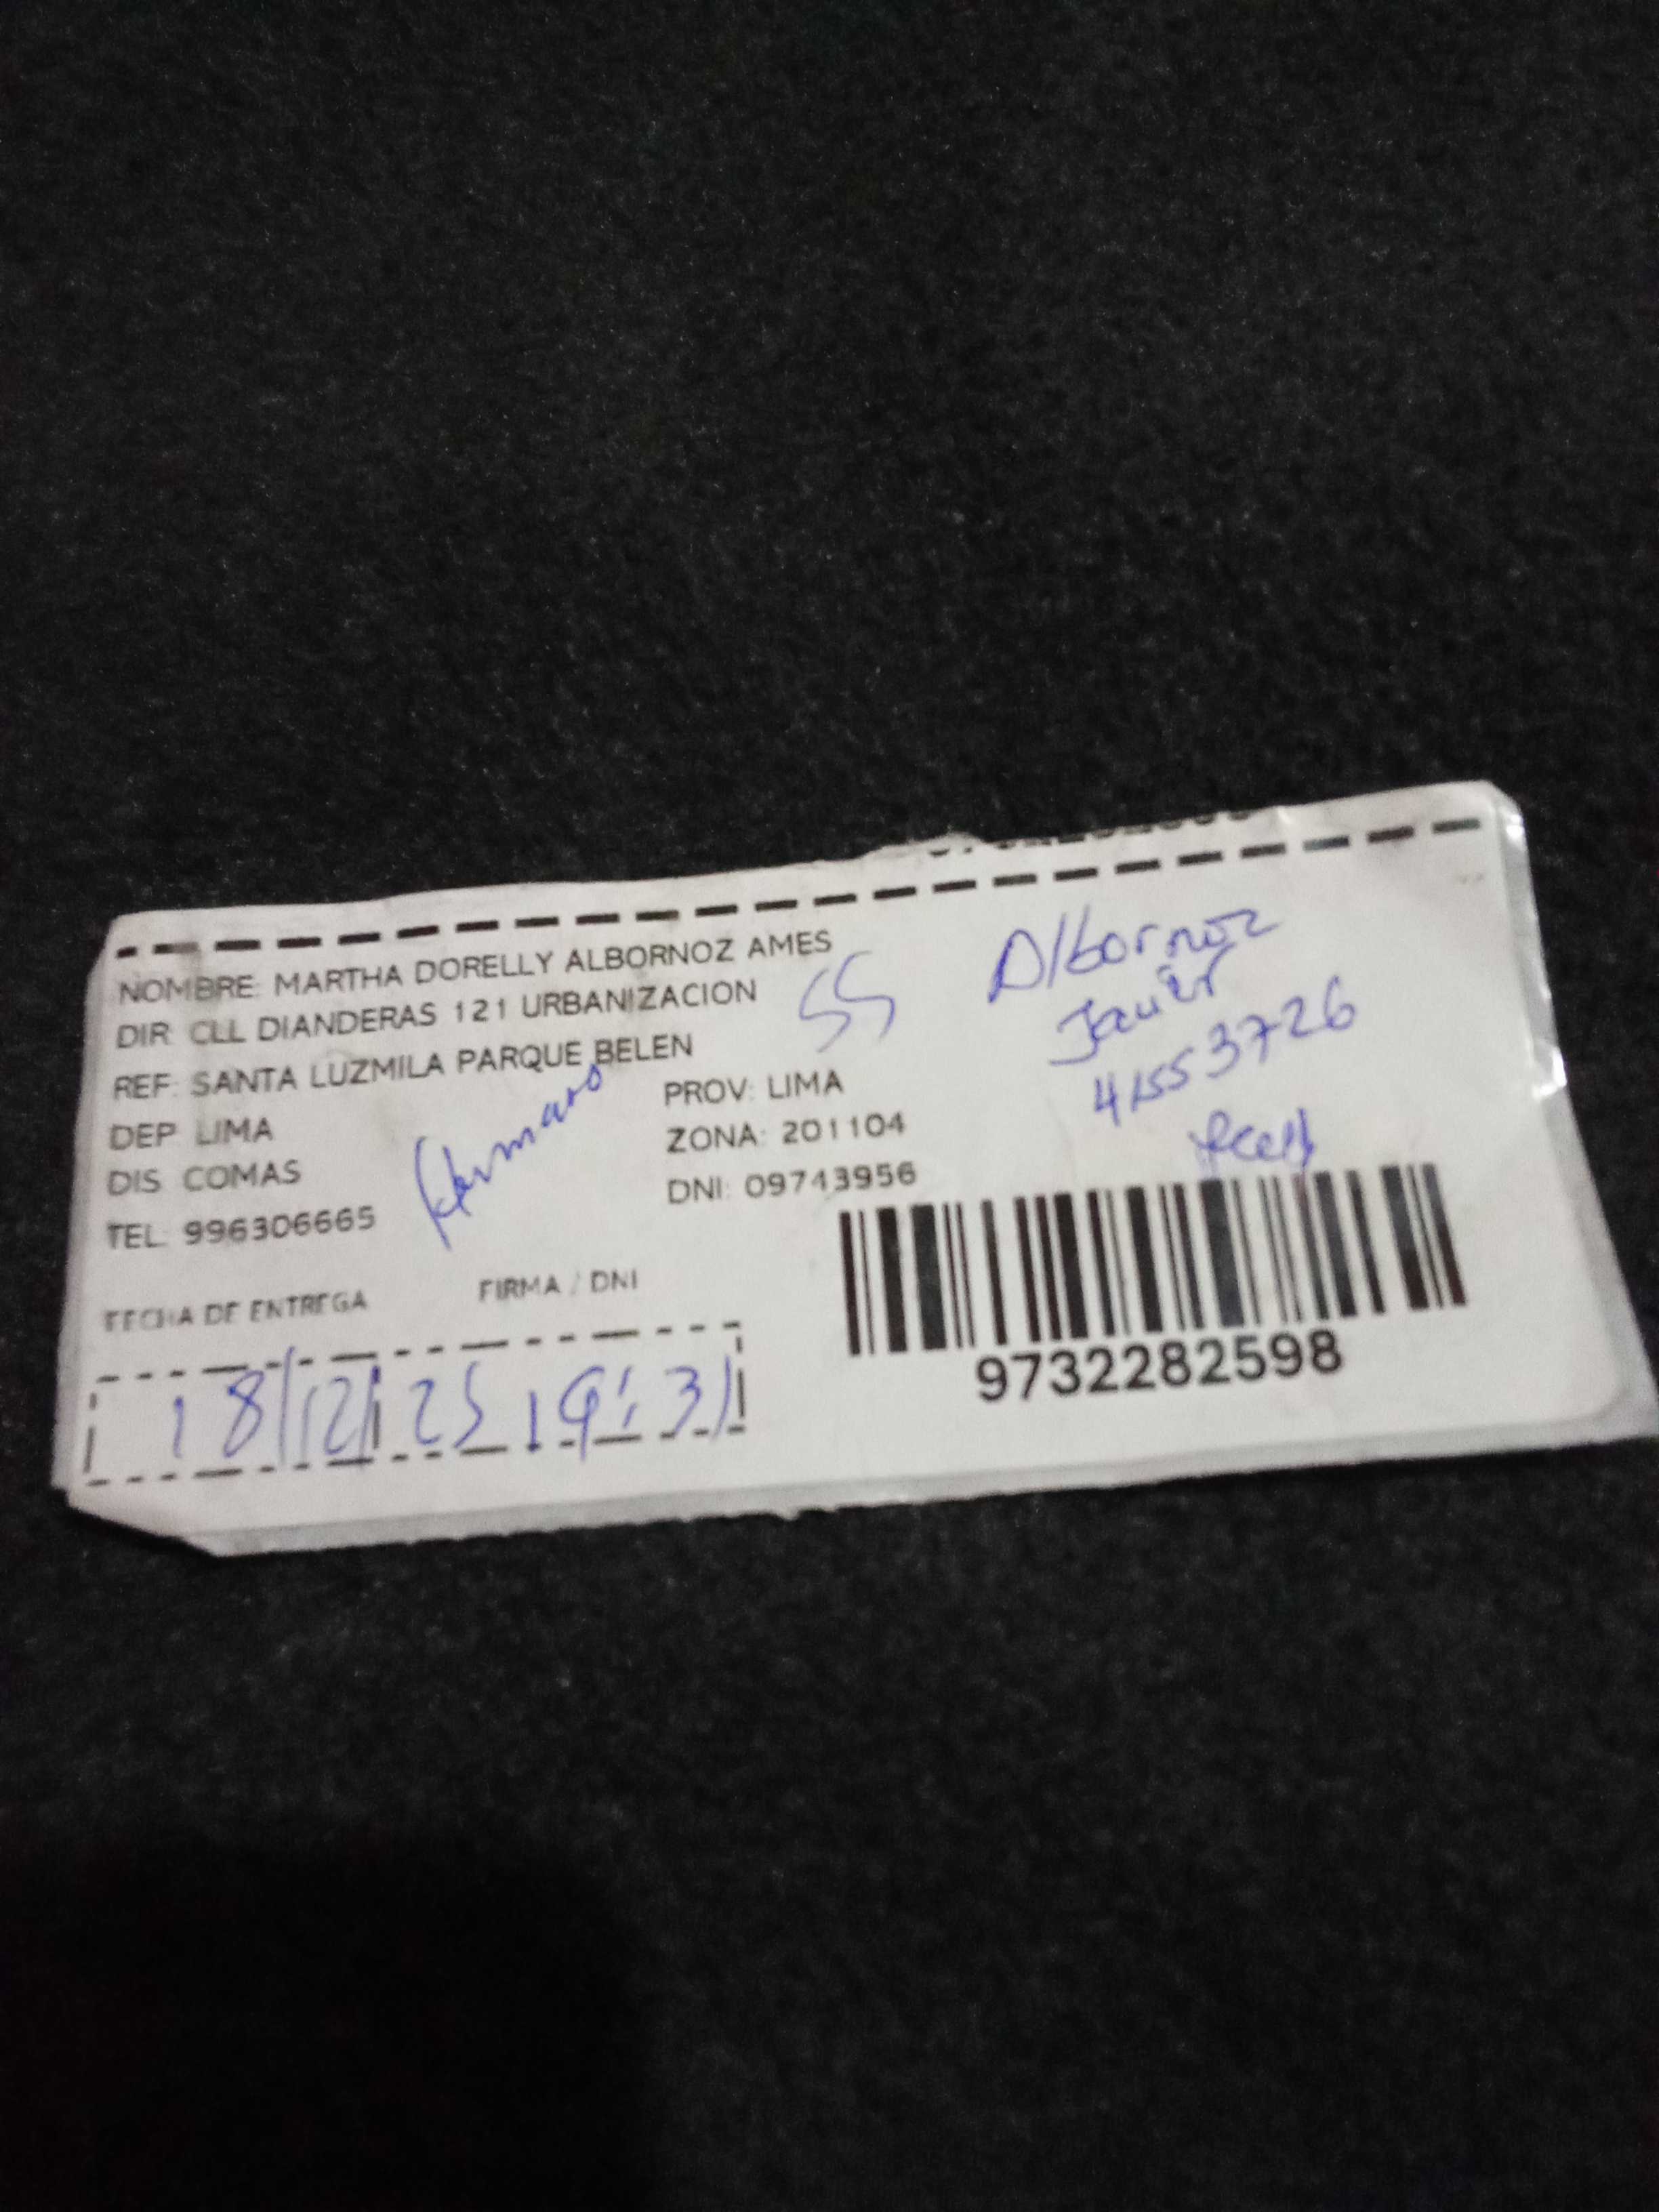 NOMBRE: MARTHA DORELLY ALBORNOZ AMES
DIR: CLL DIANDERAS 121 URBANIZACION
REF: SANTA LUZMILA PARQUE BELEN
DEP: LIMA
PROV: LIMA
DIS: COMAS
ZONA: 201104
TEL: 996306665
DNI: 09743956
Hermano
SS
Albornoz
Javier
41553726
FECHA DE ENTREGA
FIRMA / DNI
18/12/25 19:31
9732282598